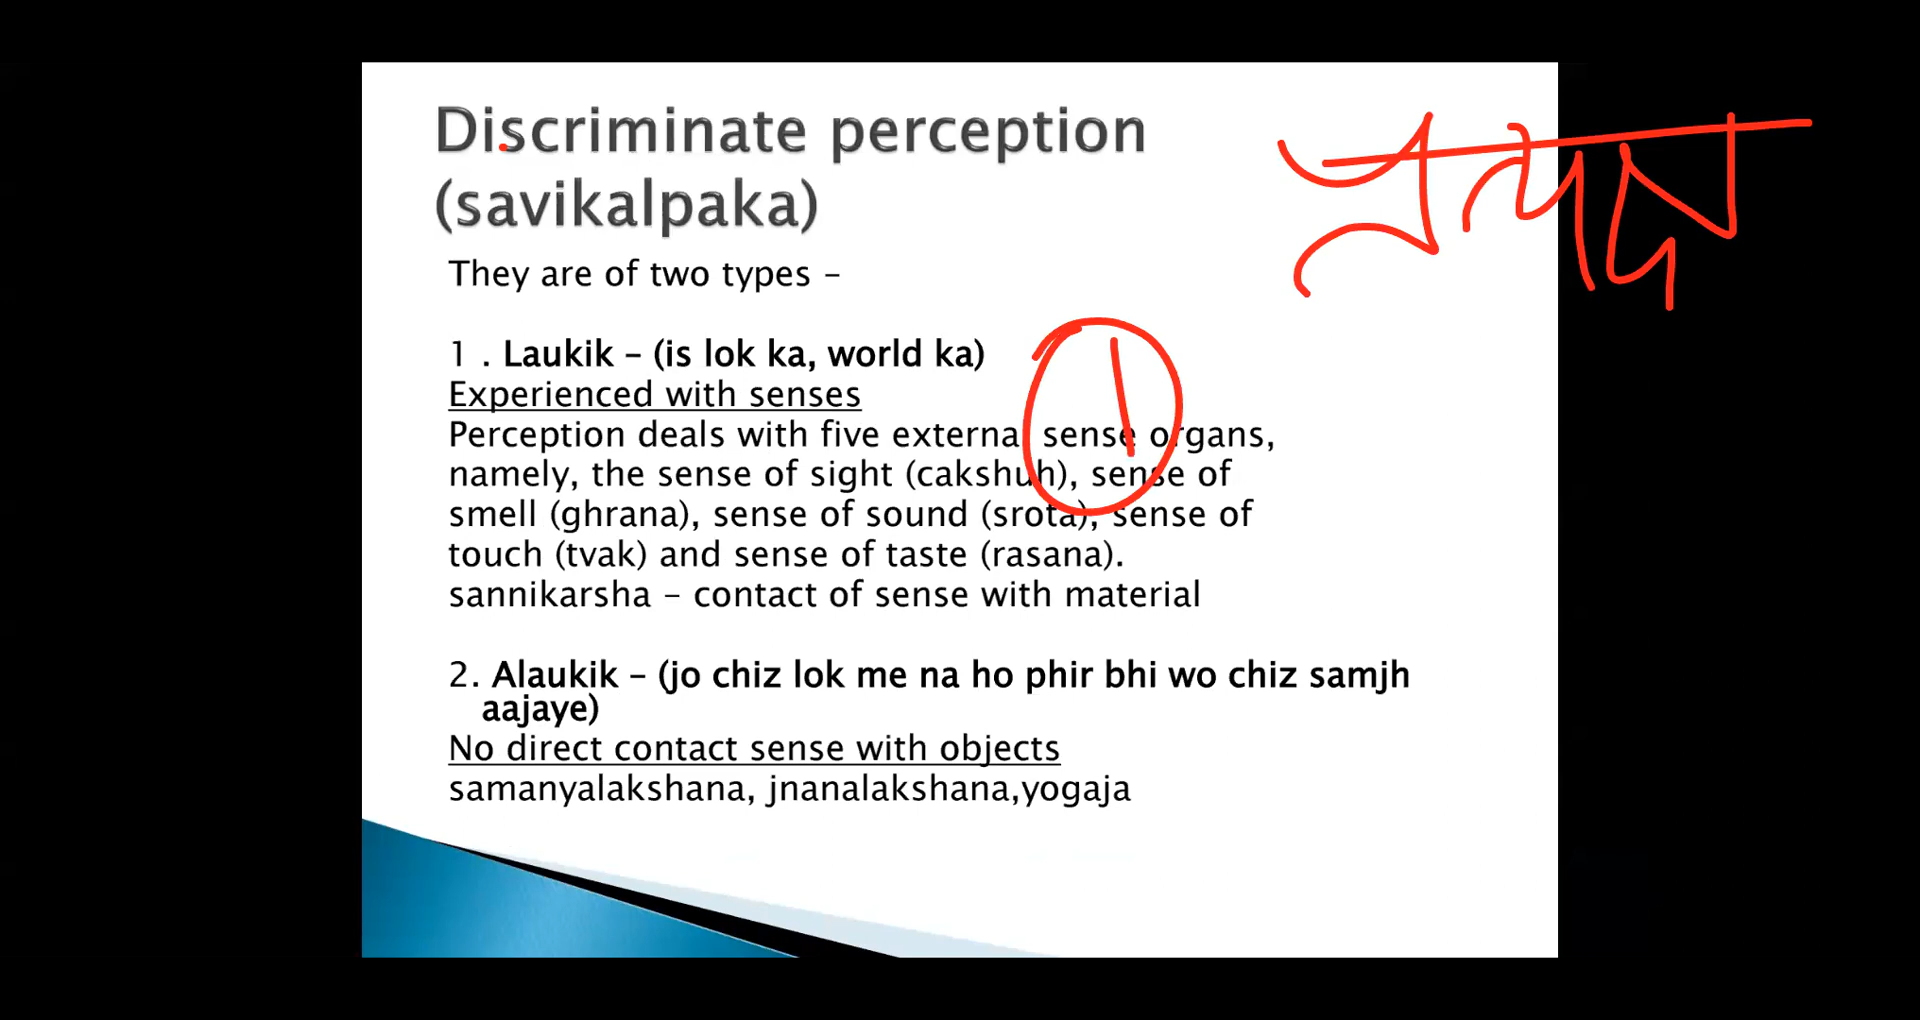 Discriminate perception
(savikalpaka)
They are of two types –
1 . Laukik – (is lok ka, world ka)
Experienced with senses
Perception deals with five external sense organs,
namely, the sense of sight (cakshuh), sense of
smell (ghrana), sense of sound (srota), sense of
touch (tvak) and sense of taste (rasana).
sannikarsha – contact of sense with material
1
2. Alaukik – (jo chiz lok me na ho phir bhi wo chiz samjh
aajaye)
No direct contact sense with objects
samanyalakshana, jnanalakshana,yogaja